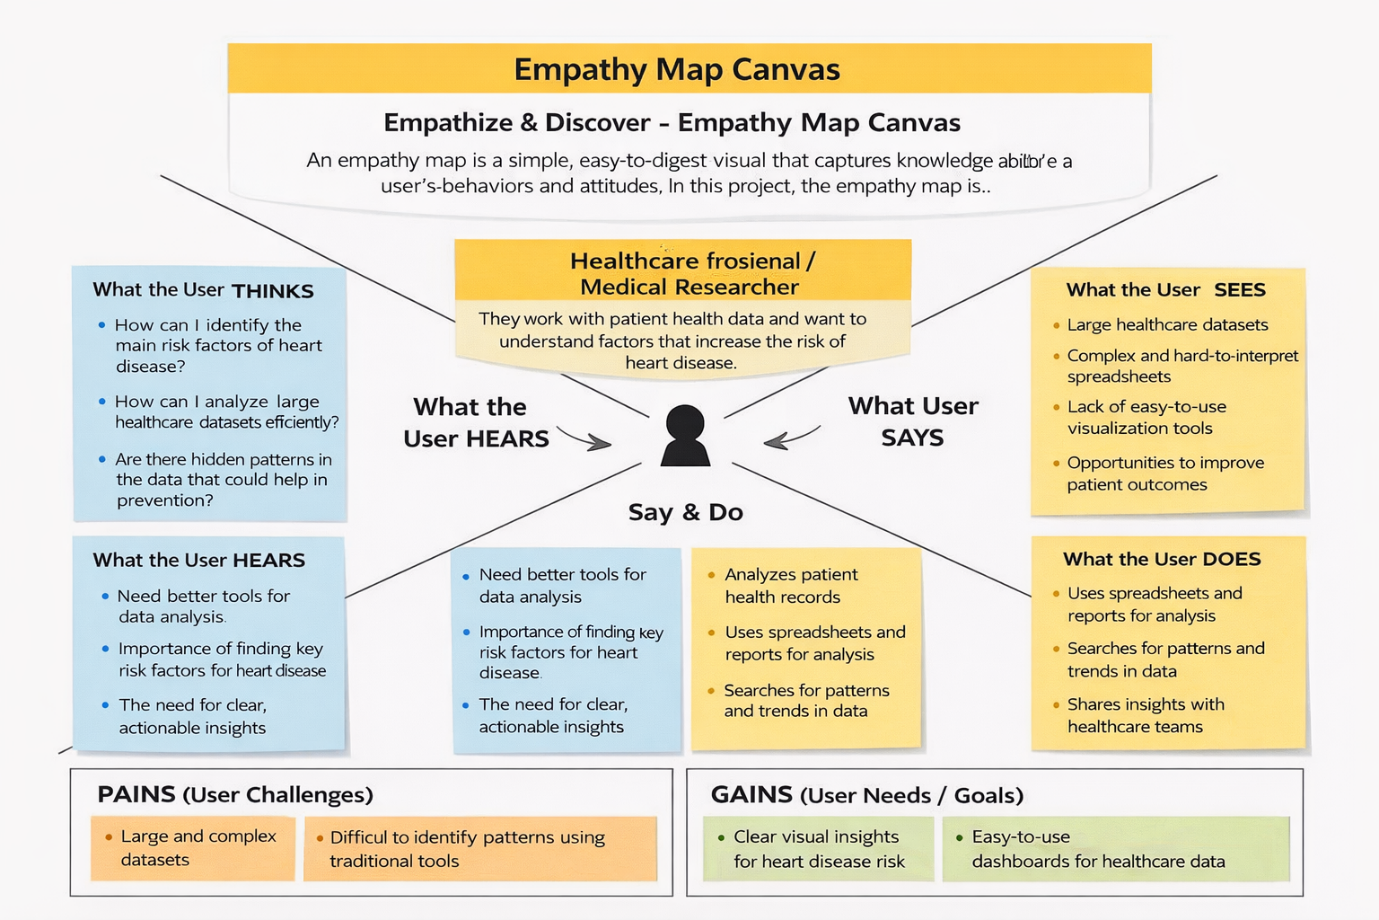 Empathy Map Canvas
Empathize & Discover - Empathy Map Canvas
An empathy map is a simple, easy-to-digest visual that captures knowledge a
user's-behaviors and attitudes, In this project, the empathy map is..
Healthcare frosienal /
Medical Researcher
They work with patient health data and want to
understand factors that increase the risk of
heart disease.
What the User THINKS
• How can I identify the
main risk factors of heart
disease?
• How can I analyze large
healthcare datasets efficiently?
• Are there hidden patterns in
the data that could help in
prevention?
What the
User HEARS
What User
SAYS
What the User SEES
• Large healthcare datasets
• Complex and hard-to-interpret
spreadsheets
• Lack of easy-to-use
visualization tools
• Opportunities to improve
patient outcomes
Say & Do
What the User HEARS
• Need better tools for
data analysis.
• Importance of finding key
risk factors for heart disease
• The need for clear,
actionable insights
• Need better tools for
data analysis
• Importance of finding key
risk factors for heart
disease.
• The need for clear,
actionable insights
• Analyzes patient
health records
• Uses spreadsheets and
reports for analysis
• Searches for patterns
and trends in data
What the User DOES
• Uses spreadsheets and
reports for analysis
• Searches for patterns and
trends in data
• Shares insights with
healthcare teams
PAINS (User Challenges)
• Large and complex
datasets
• Difficul to identify patterns using
traditional tools
GAINS (User Needs / Goals)
• Clear visual insights
for heart disease risk
• Easy-to-use
dashboards for healthcare data